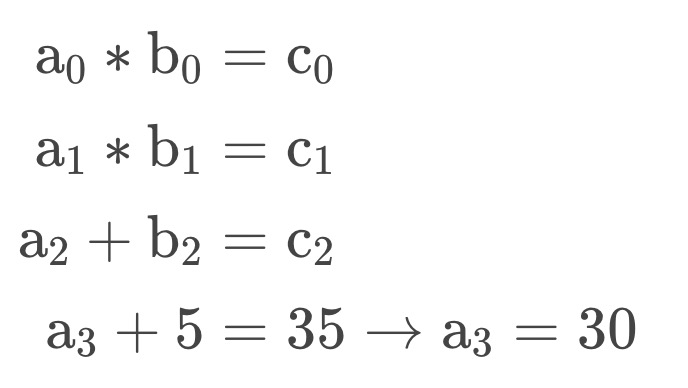 a₀ * b₀ = c₀
a₁ * b₁ = c₁
a₂ + b₂ = c₂
a₃ + 5 = 35 → a₃ = 30